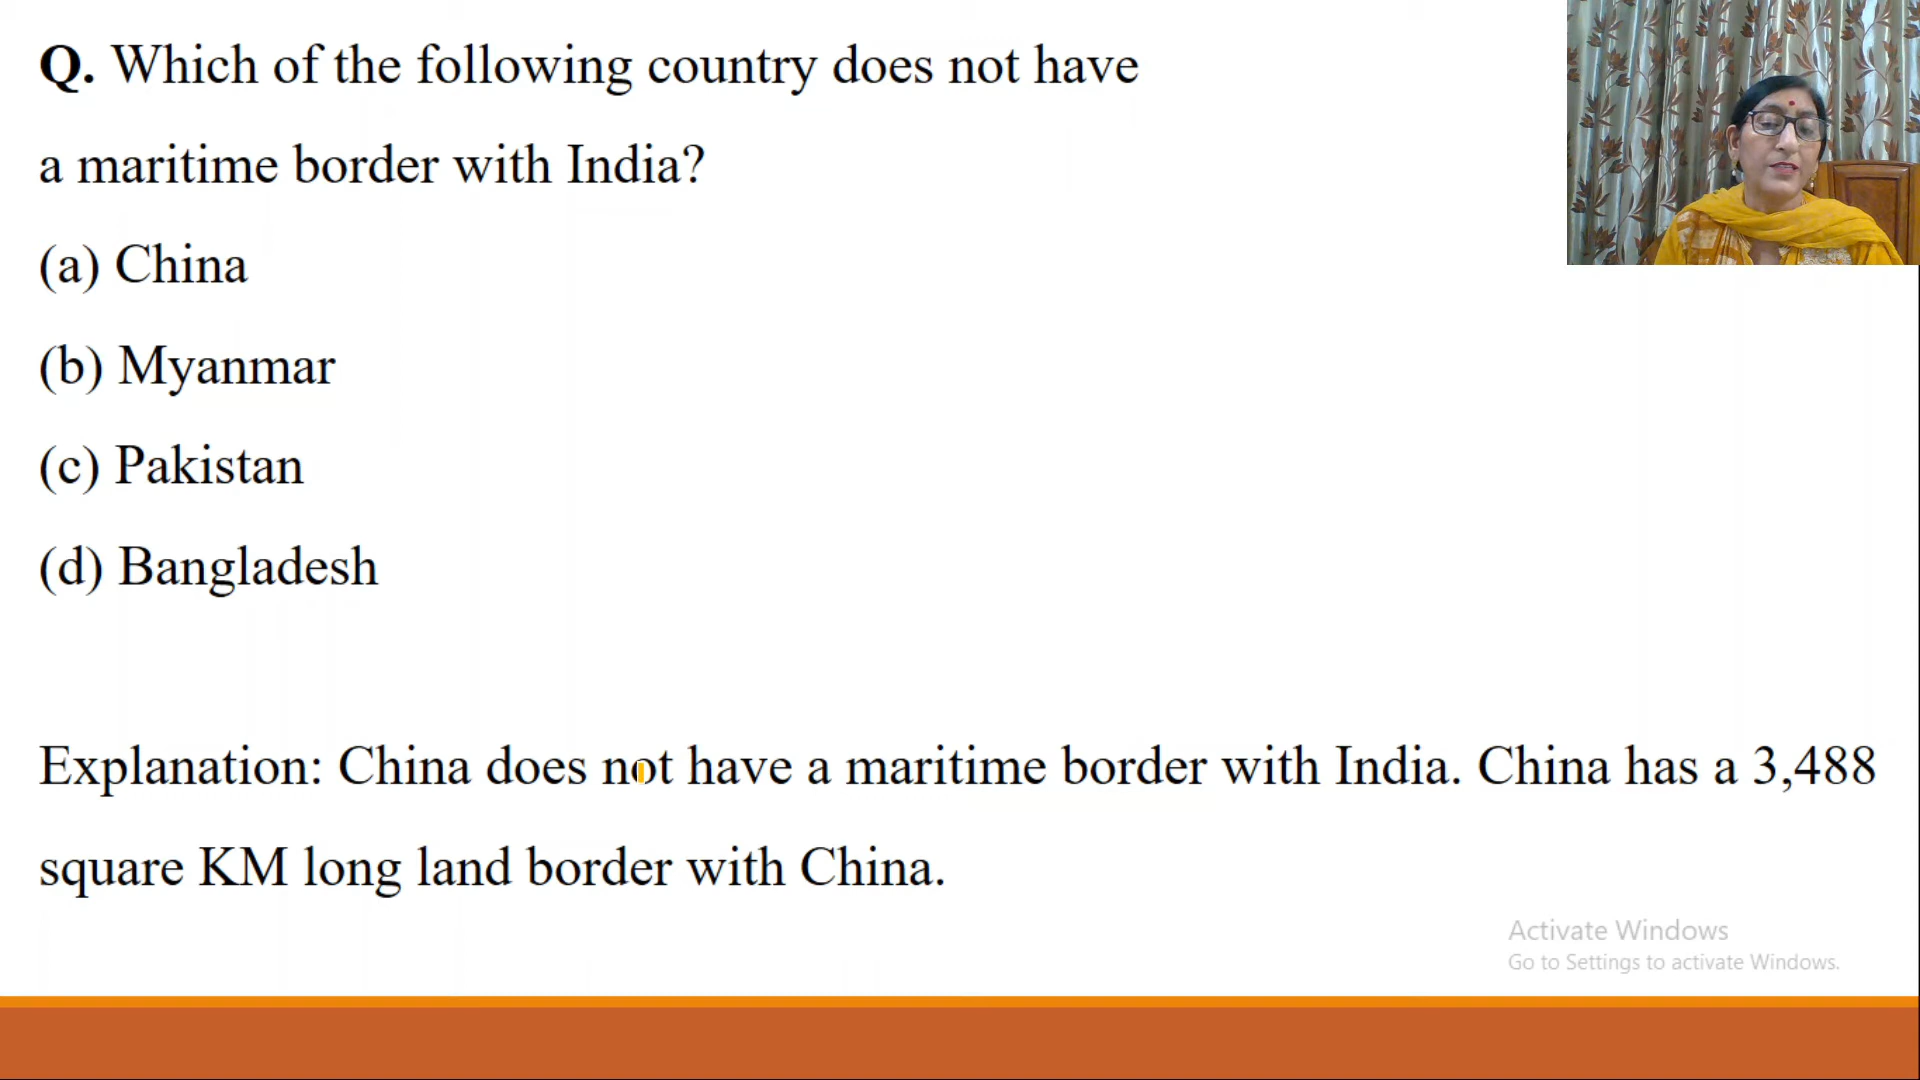 Q. Which of the following country does not have
a maritime border with India?
(a) China
(b) Myanmar
(c) Pakistan
(d) Bangladesh
Explanation: China does not have a maritime border with India. China has a 3,488
square KM long land border with China.
Activate Windows
Go to Settings to activate Windows.